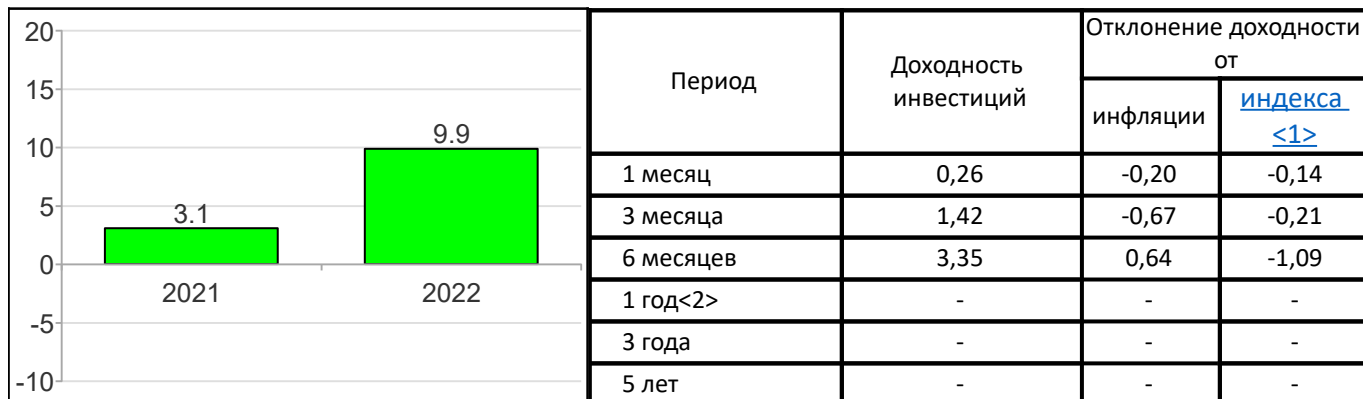 20
15
10
5
0
-5
-10
3.1
9.9
2021
2022
Период
Доходность
инвестиций
Отклонение доходности
от
инфляции
индекса
<1>
1 месяц 0,26 -0,20 -0,14
3 месяца 1,42 -0,67 -0,21
6 месяцев 3,35 0,64 -1,09
1 год<2> - - -
3 года - - -
5 лет - - -